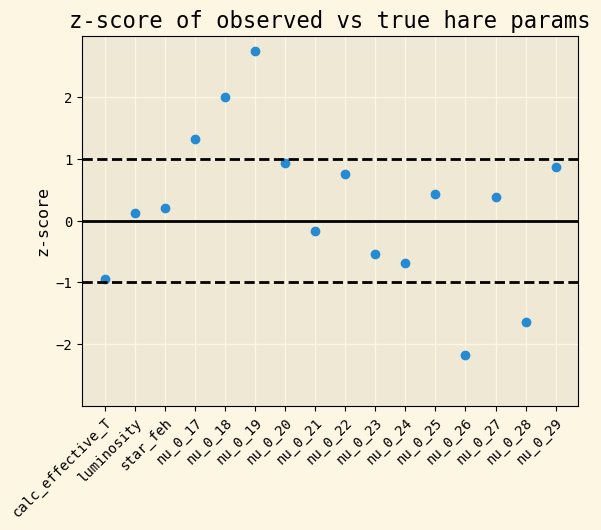 z-score of observed vs true hare params
z-score
2
1
0
−1
−2
calc_effective_T
luminosity
star_feh
nu_0_17
nu_0_18
nu_0_19
nu_0_20
nu_0_21
nu_0_22
nu_0_23
nu_0_24
nu_0_25
nu_0_26
nu_0_27
nu_0_28
nu_0_29